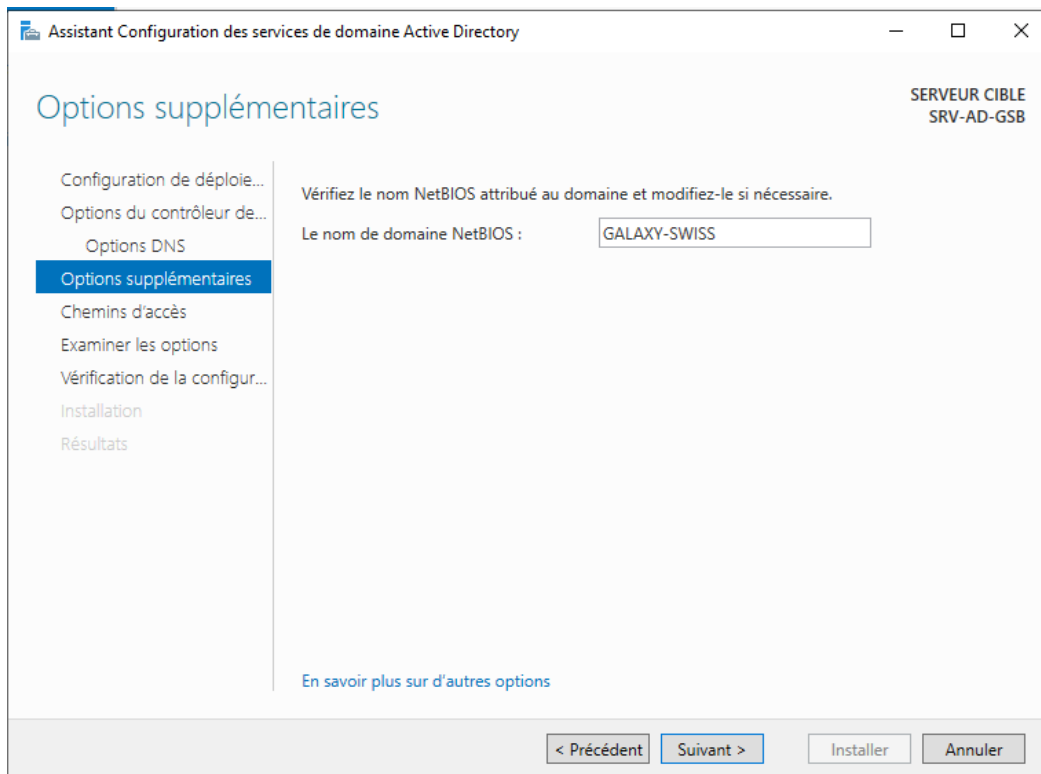 Assistant Configuration des services de domaine Active Directory
Options supplémentaires
SERVEUR CIBLE
SRV-AD-GSB
Configuration de déploie...
Options du contrôleur de...
Options DNS
Options supplémentaires
Chemins d'accès
Examiner les options
Vérification de la configur...
Installation
Résultats
Vérifiez le nom NetBIOS attribué au domaine et modifiez-le si nécessaire.
Le nom de domaine NetBIOS : GALAXY-SWISS
En savoir plus sur d'autres options
< Précédent Suivant > Installer Annuler